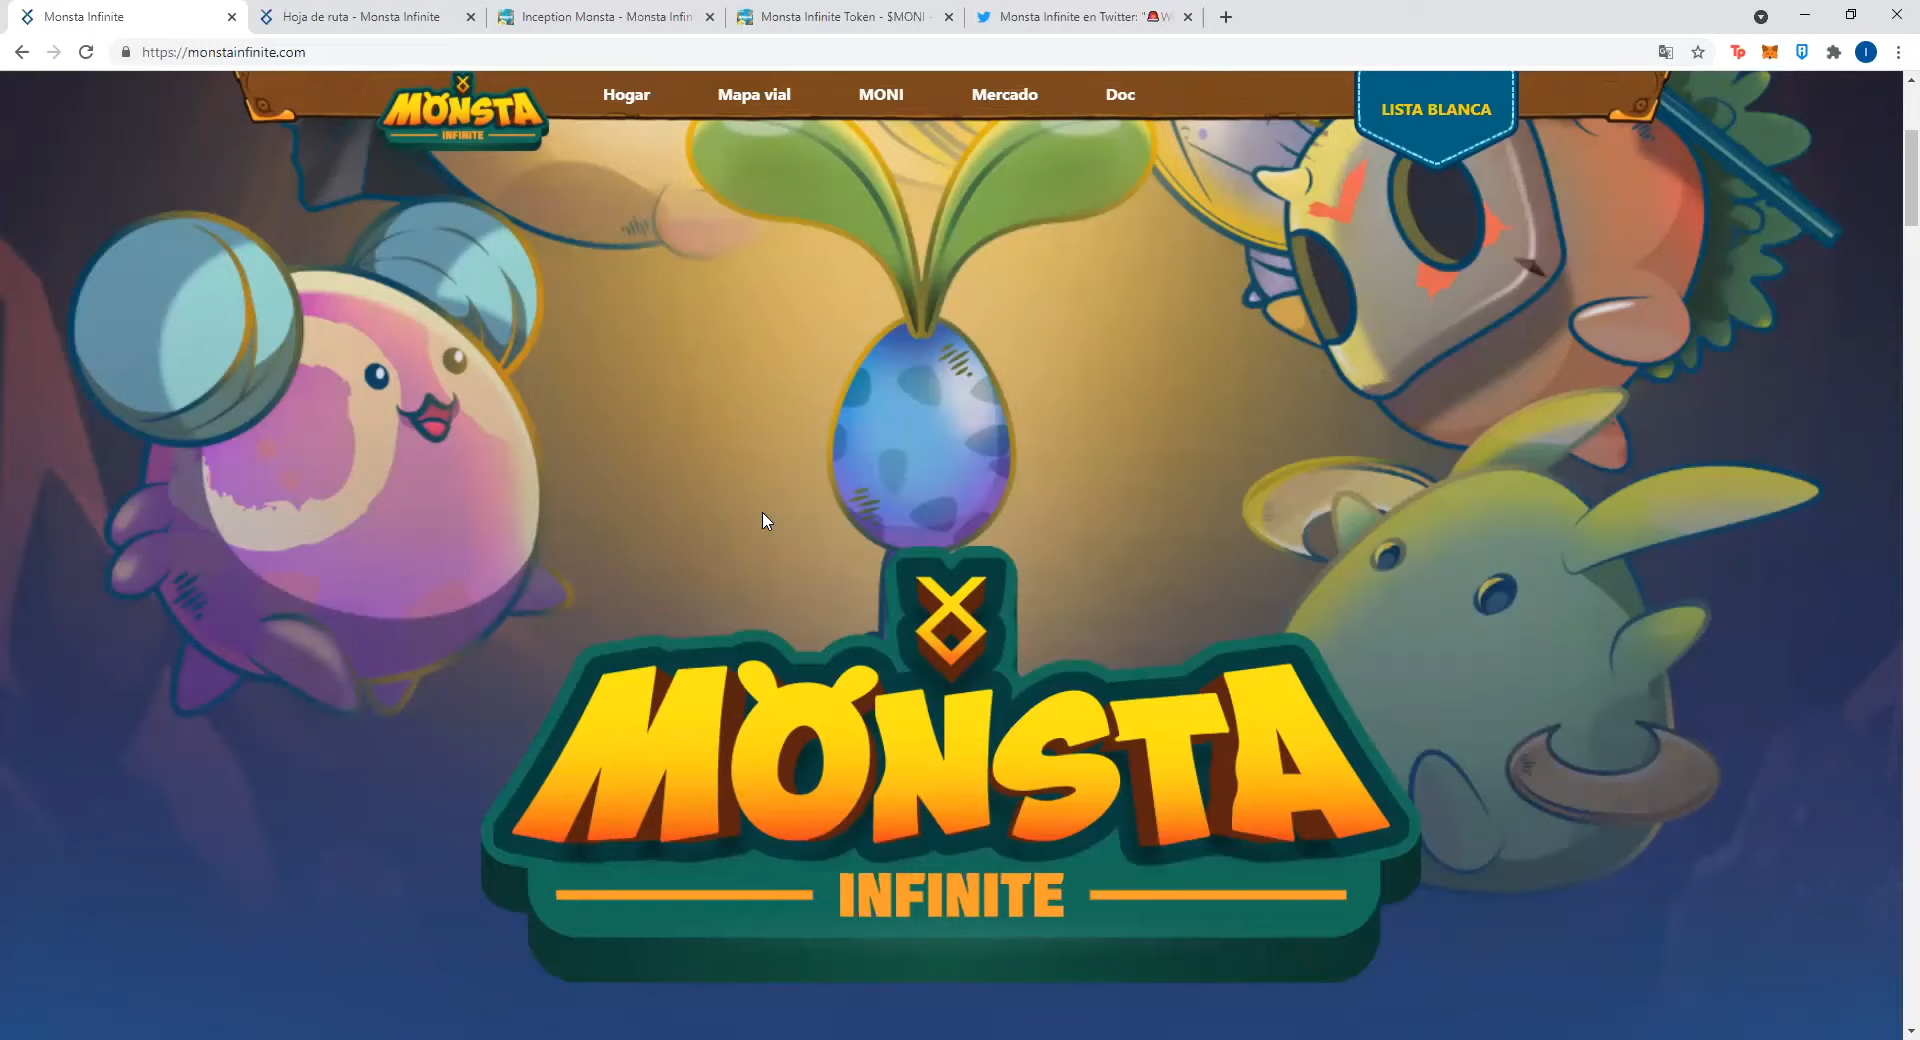 Monsta Infinite
Hoja de ruta - Monsta Infinite
Inception Monsta - Monsta Infin
Monsta Infinite Token - $MONI -
Monsta Infinite en Twitter: "🚨W
https://monstainfinite.com
Tp
I
MONSTA
INFINITE
Hogar
Mapa vial
MONI
Mercado
Doc
LISTA BLANCA
MONSTA
INFINITE